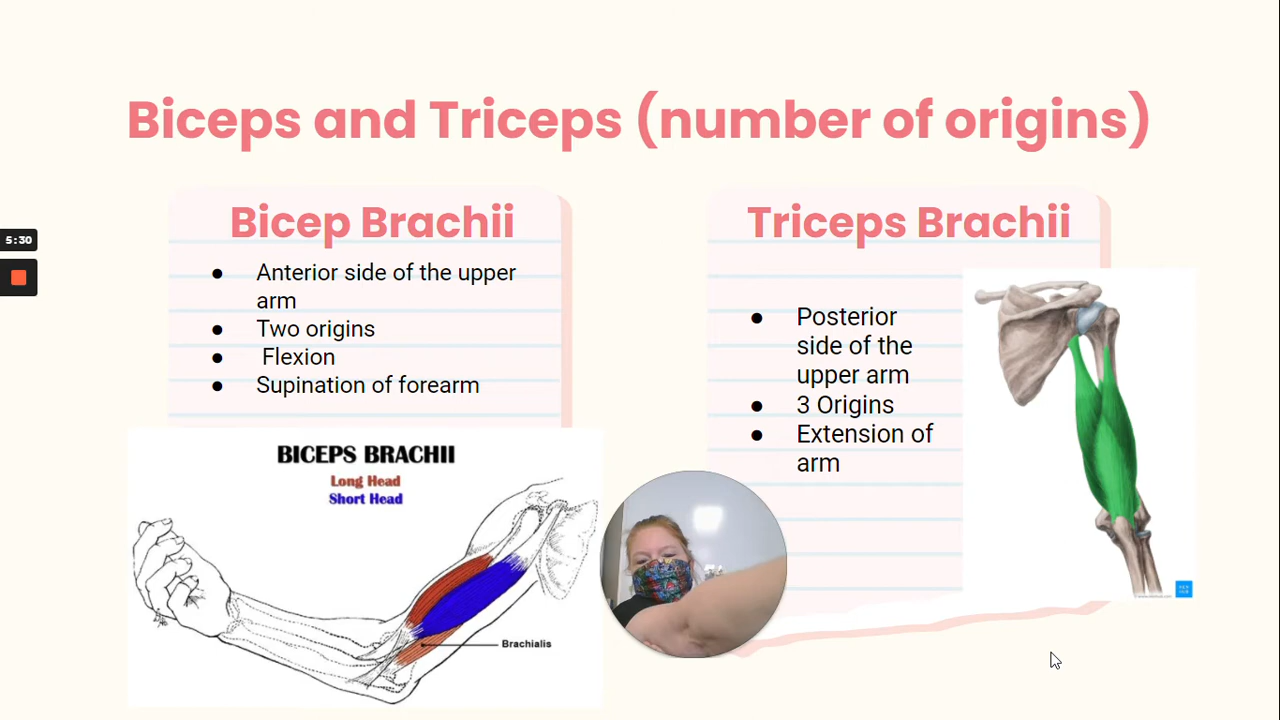 Biceps and Triceps (number of origins)
5:30
Bicep Brachii
● Anterior side of the upper
arm
● Two origins
● Flexion
● Supination of forearm
BICEPS BRACHII
Long Head
Short Head
Brachialis
Triceps Brachii
● Posterior
side of the
upper arm
● 3 Origins
● Extension of
arm
KEN
HUB